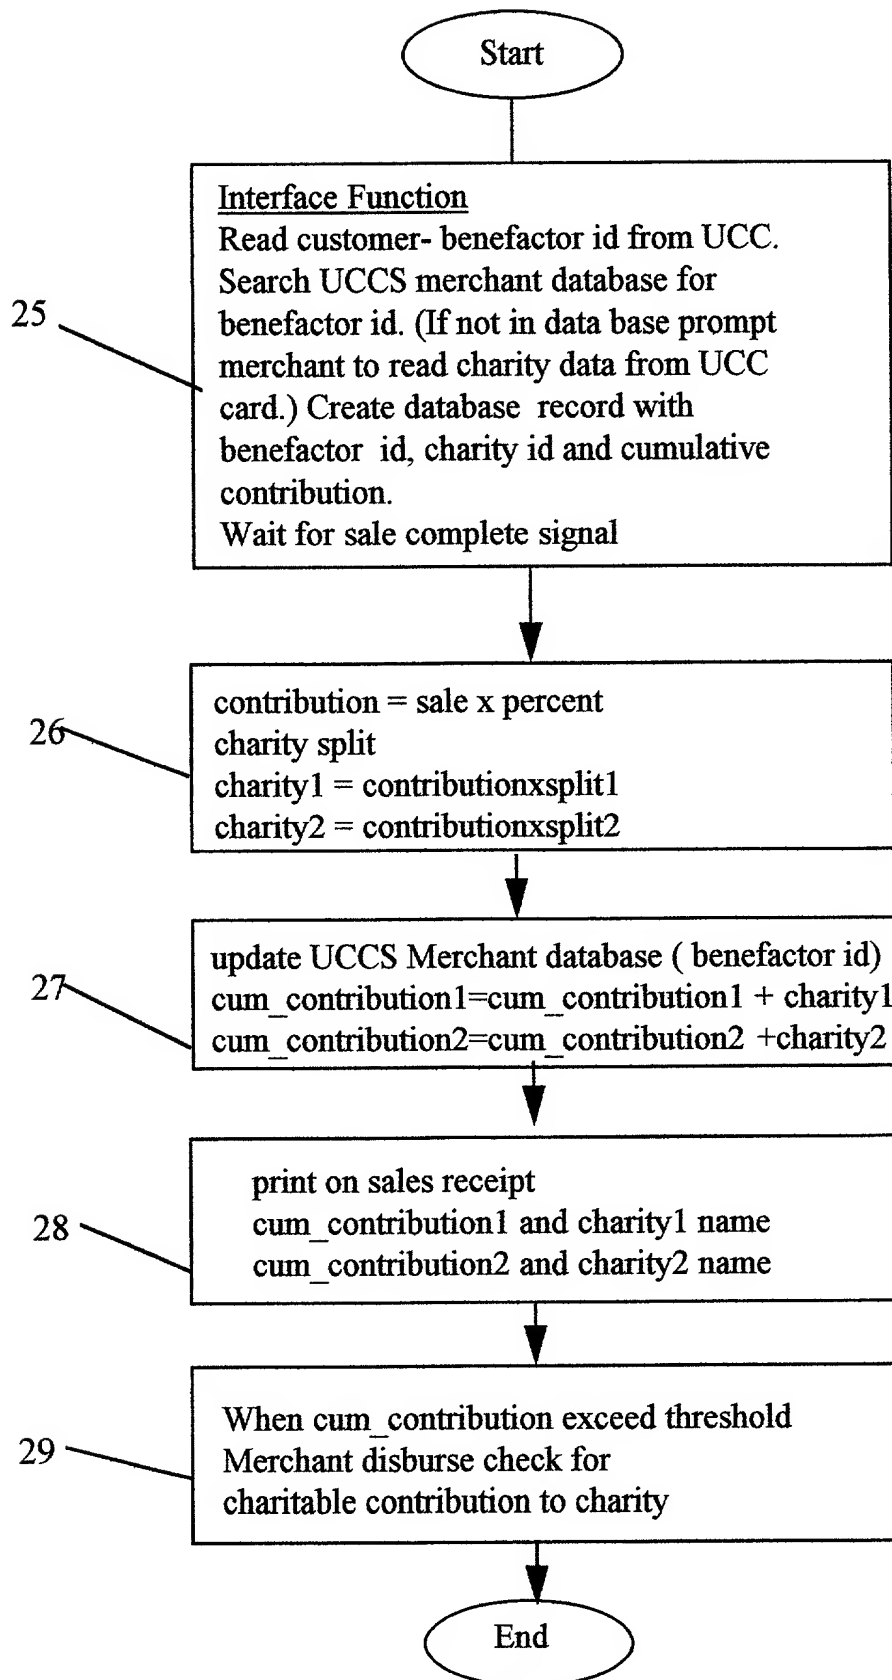 Start
Interface Function
Read customer- benefactor id from UCC.
Search UCCS merchant database for
benefactor id. (If not in data base prompt
merchant to read charity data from UCC
card.) Create database record with
benefactor id, charity id and cumulative
contribution.
Wait for sale complete signal
25
contribution = sale x percent
charity split
charity1 = contributionxsplit1
charity2 = contributionxsplit2
26
update UCCS Merchant database ( benefactor id)
cum_contribution1=cum_contribution1 + charity1
cum_contribution2=cum_contribution2 +charity2
27
print on sales receipt
cum_contribution1 and charity1 name
cum_contribution2 and charity2 name
28
When cum_contribution exceed threshold
Merchant disburse check for
charitable contribution to charity
29
End